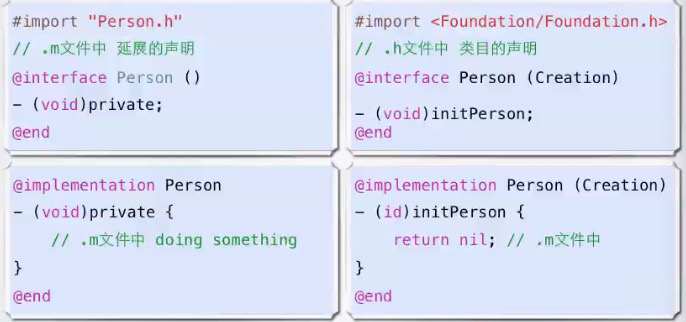 #import "Person.h"
// .m文件中 延展的声明
@interface Person ()
- (void)private;
@end
#import <Foundation/Foundation.h>
// .h文件中 类目的声明
@interface Person (Creation)
- (void)initPerson;
@end
@implementation Person
- (void)private {
// .m文件中 doing something
}
@end
@implementation Person (Creation)
- (id)initPerson {
return nil; // .m文件中
}
@end